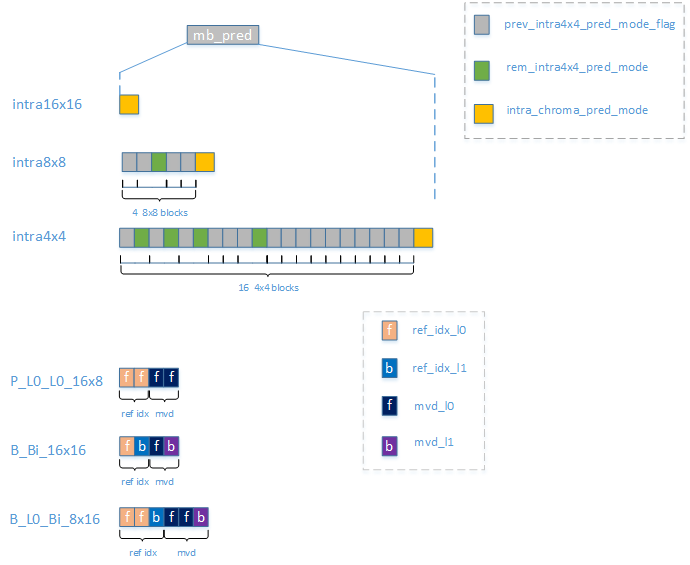 mb_pred
prev_intra4x4_pred_mode_flag
rem_intra4x4_pred_mode
intra_chroma_pred_mode
intra16x16
intra8x8
4 8x8 blocks
intra4x4
16 4x4 blocks
f ref_idx_l0
b ref_idx_l1
f mvd_l0
b mvd_l1
P_L0_L0_16x8
f f f f
ref idx mvd
B_Bi_16x16
f b f b
ref idx mvd
B_L0_Bi_8x16
f f b f f b
ref idx mvd